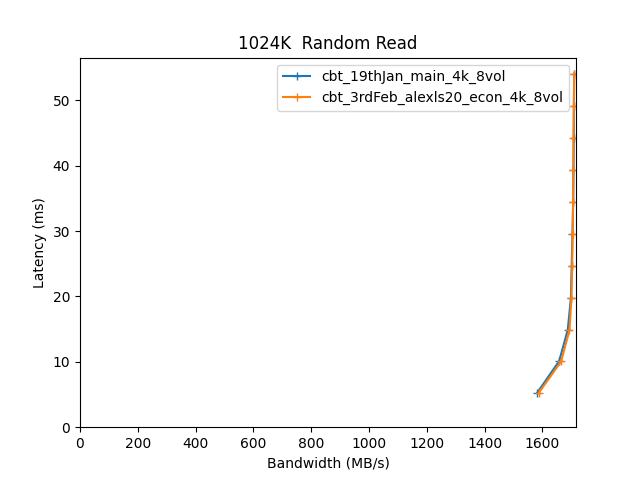 1024K  Random Read
cbt_19thJan_main_4k_8vol
cbt_3rdFeb_alexls20_econ_4k_8vol
50
40
30
20
10
0
Latency (ms)
0 200 400 600 800 1000 1200 1400 1600
Bandwidth (MB/s)